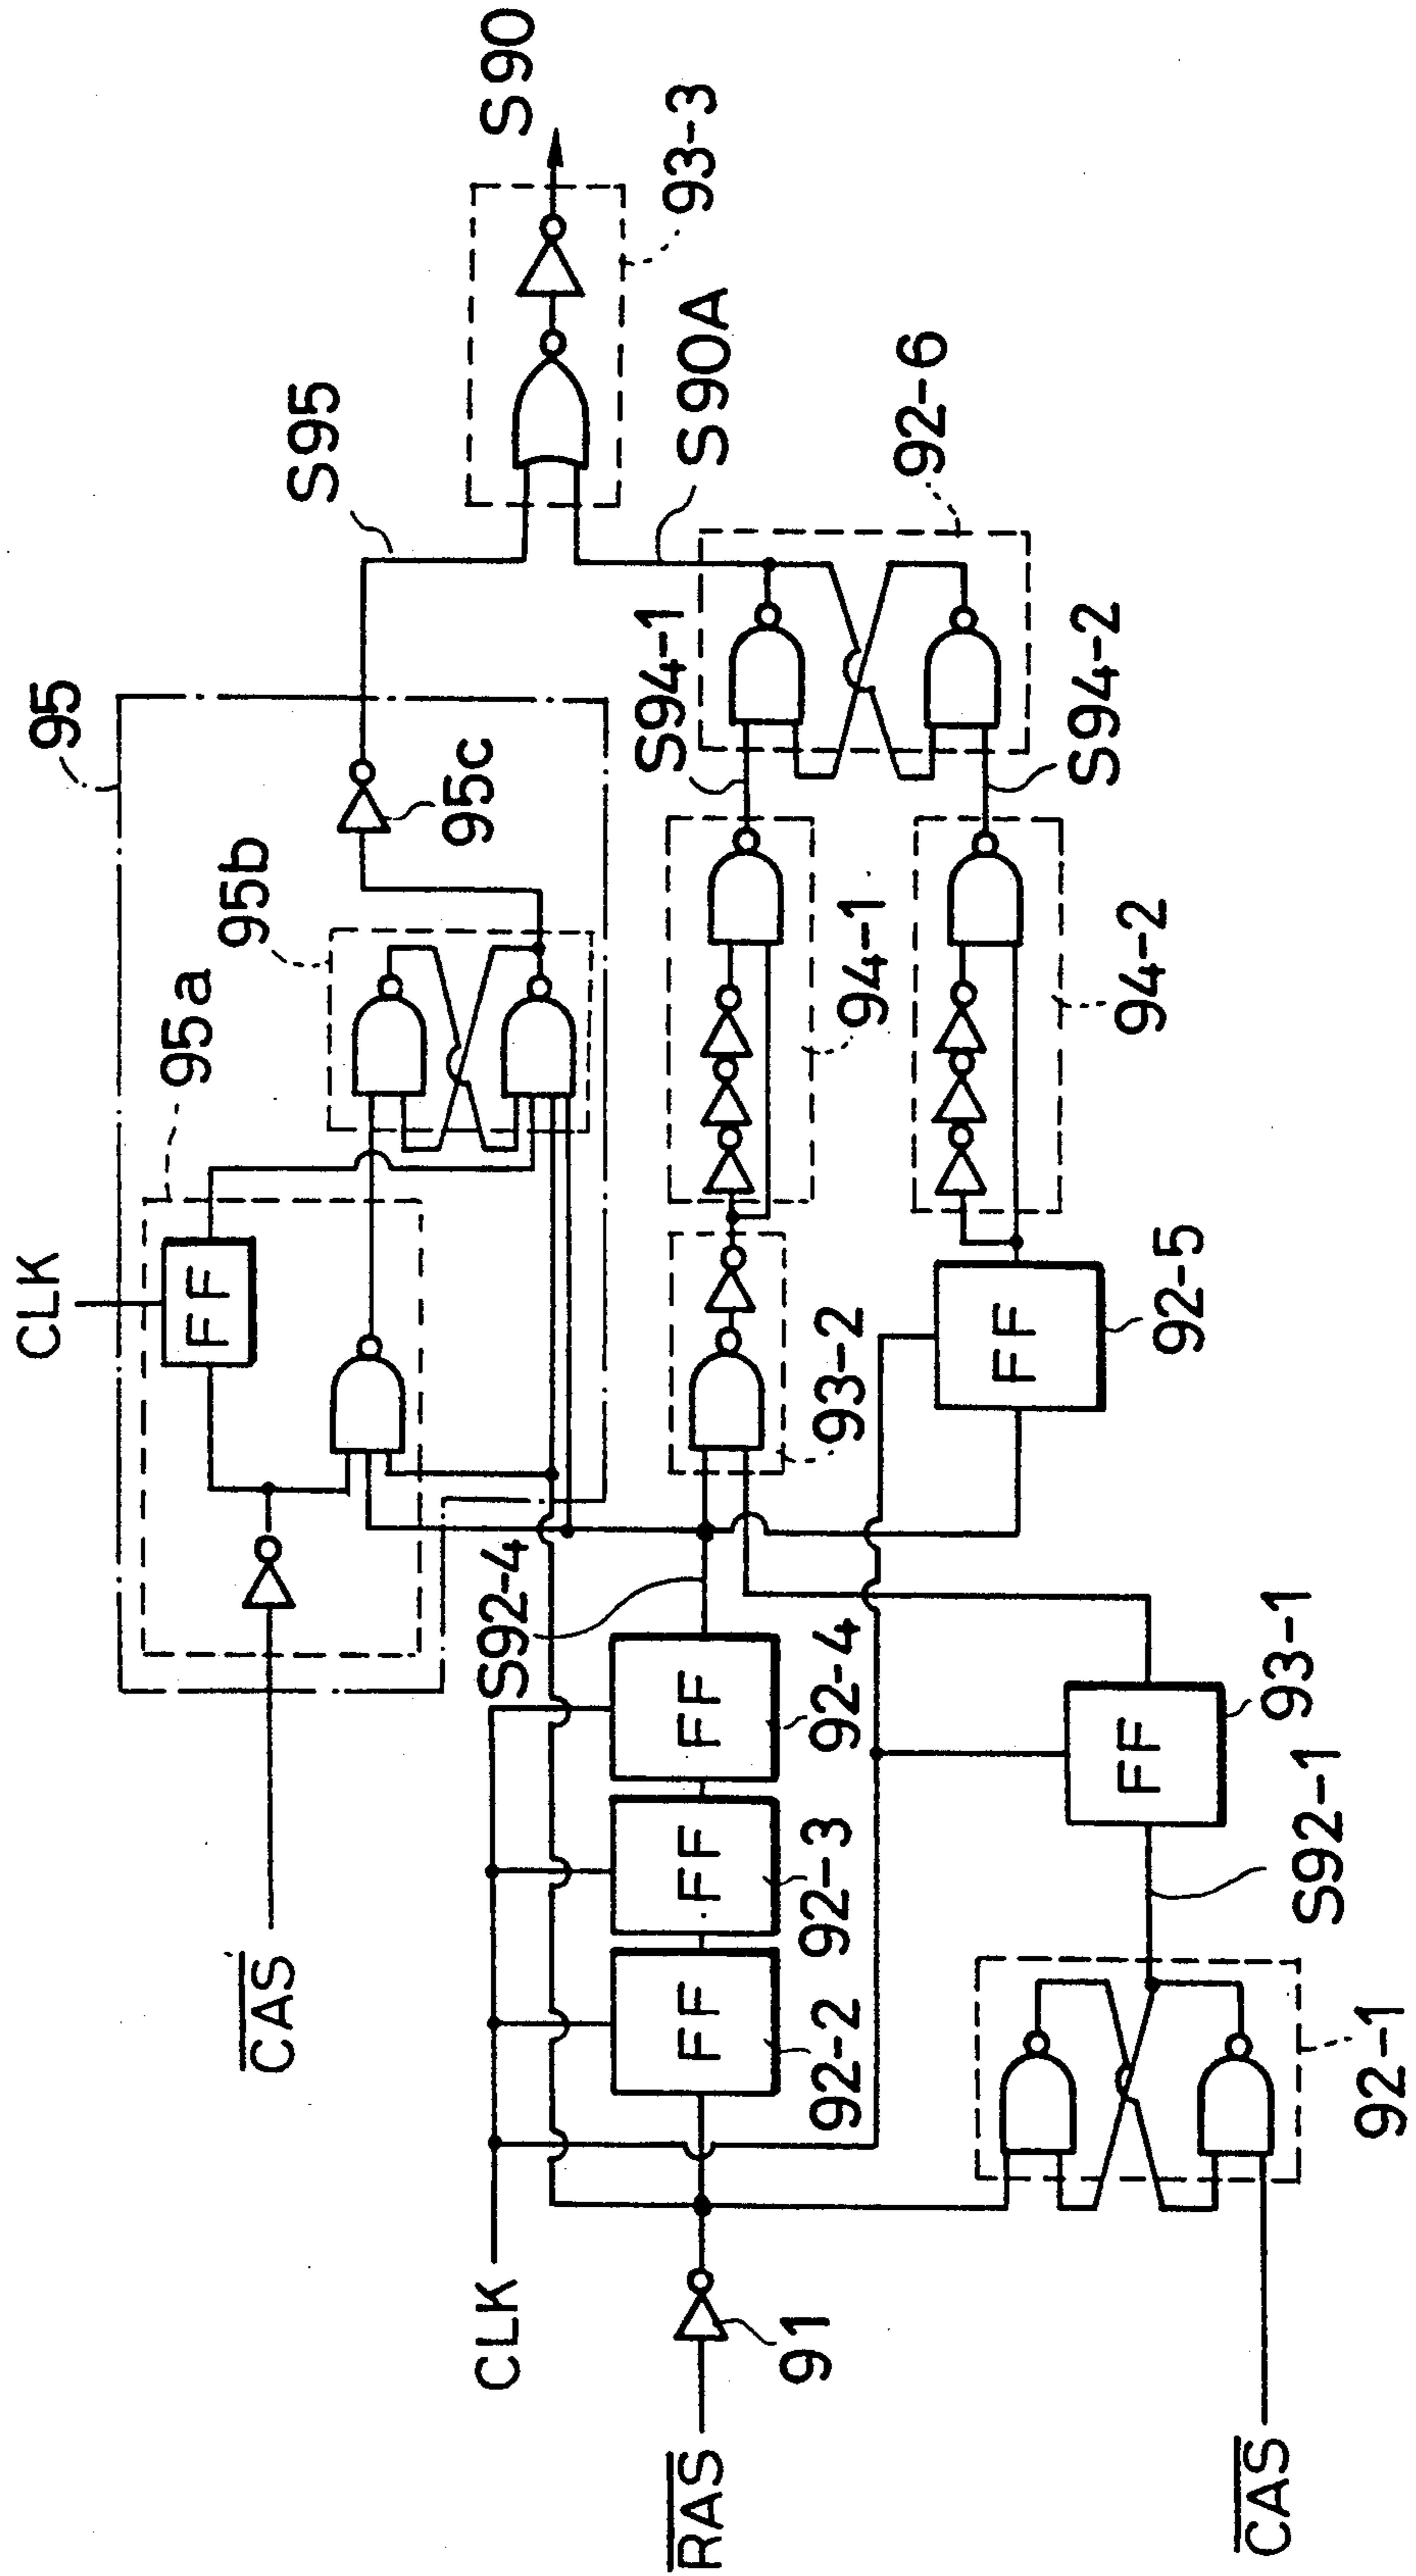 CLK
95
95a
95b
95c
S95
S90
93-3
S90A
CAS
FF
S92-4
CLK
RAS
91
FF
92-2
FF
92-3
FF
92-4
93-2
94-1
S94-1
92-6
FF
92-5
94-2
S94-2
CAS
92-1
S92-1
FF
93-1